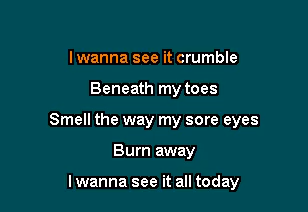 I wanna see it crumble
Beneath my toes
Smell the way my sore eyes
Burn away
I wanna see it all today